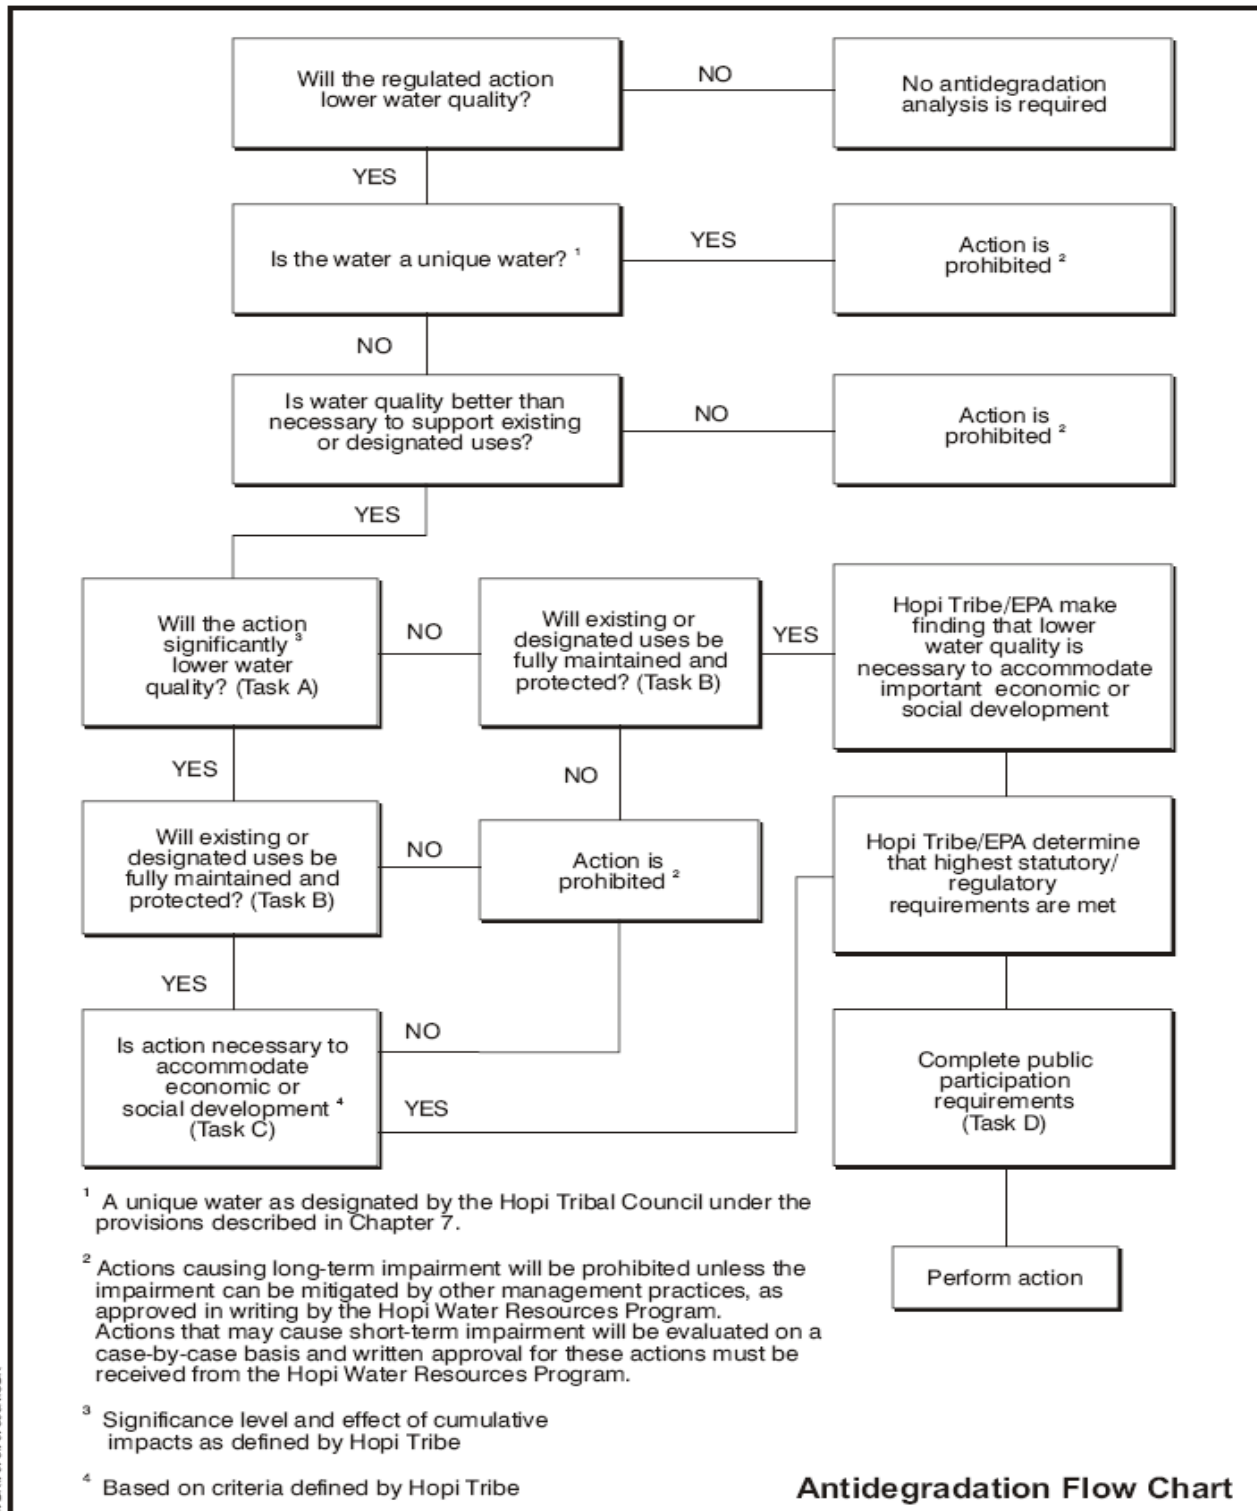 Will the regulated action
lower water quality?
NO
No antidegradation
analysis is required
YES
Is the water a unique water? ¹
YES
Action is
prohibited ²
NO
Is water quality better than
necessary to support existing
or designated uses?
NO
Action is
prohibited ²
YES
Will the action
significantly ³
lower water
quality? (Task A)
NO
Will existing or
designated uses be
fully maintained and
protected? (Task B)
YES
Hopi Tribe/EPA make
finding that lower
water quality is
necessary to accommodate
important economic or
social development
YES
NO
Will existing or
designated uses be
fully maintained and
protected? (Task B)
NO
Action is
prohibited ²
Hopi Tribe/EPA determine
that highest statutory/
regulatory
requirements are met
YES
Is action necessary to
accommodate
economic or
social development ⁴
(Task C)
NO
YES
Complete public
participation
requirements
(Task D)
Perform action
¹ A unique water as designated by the Hopi Tribal Council under the
provisions described in Chapter 7.
² Actions causing long-term impairment will be prohibited unless the
impairment can be mitigated by other management practices, as
approved in writing by the Hopi Water Resources Program.
Actions that may cause short-term impairment will be evaluated on a
case-by-case basis and written approval for these actions must be
received from the Hopi Water Resources Program.
³ Significance level and effect of cumulative
impacts as defined by Hopi Tribe
⁴ Based on criteria defined by Hopi Tribe
Antidegradation Flow Chart